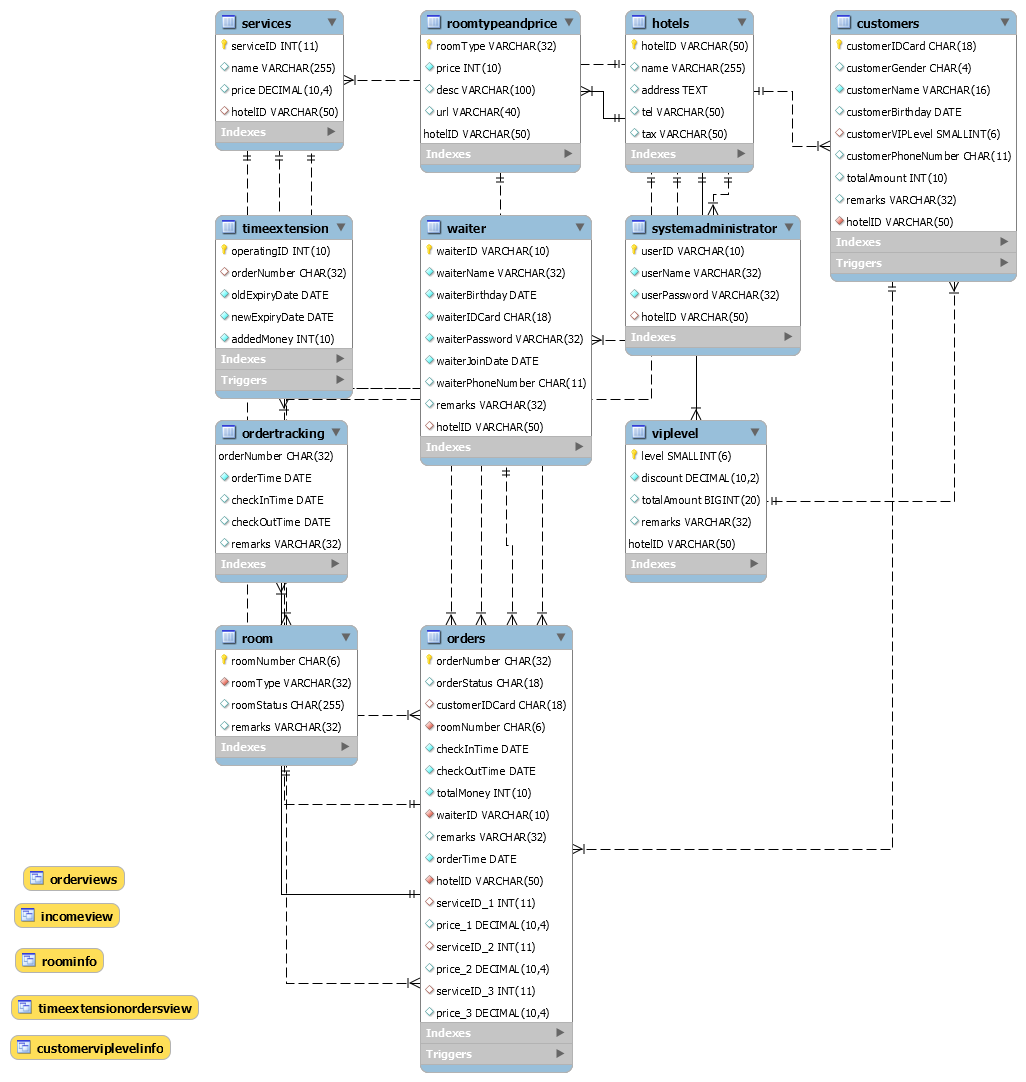 services
serviceID INT(11)
name VARCHAR(255)
price DECIMAL(10,4)
hotelID VARCHAR(50)
Indexes
roomtypeandprice
roomType VARCHAR(32)
price INT(10)
desc VARCHAR(100)
url VARCHAR(40)
hotelID VARCHAR(50)
Indexes
hotels
hotelID VARCHAR(50)
name VARCHAR(255)
address TEXT
tel VARCHAR(50)
tax VARCHAR(50)
Indexes
customers
customerIDCard CHAR(18)
customerGender CHAR(4)
customerName VARCHAR(16)
customerBirthday DATE
customerVIPLevel SMALLINT(6)
customerPhoneNumber CHAR(11)
totalAmount INT(10)
remarks VARCHAR(32)
hotelID VARCHAR(50)
Indexes
Triggers
timeextension
operatingID INT(10)
orderNumber CHAR(32)
oldExpiryDate DATE
newExpiryDate DATE
addedMoney INT(10)
Indexes
Triggers
waiter
waiterID VARCHAR(10)
waiterName VARCHAR(32)
waiterBirthday DATE
waiterIDCard CHAR(18)
waiterPassword VARCHAR(32)
waiterJoinDate DATE
waiterPhoneNumber CHAR(11)
remarks VARCHAR(32)
hotelID VARCHAR(50)
Indexes
systemadministrator
userID VARCHAR(10)
userName VARCHAR(32)
userPassword VARCHAR(32)
hotelID VARCHAR(50)
Indexes
ordertracking
orderNumber CHAR(32)
orderTime DATE
checkInTime DATE
checkOutTime DATE
remarks VARCHAR(32)
Indexes
viplevel
level SMALLINT(6)
discount DECIMAL(10,2)
totalAmount BIGINT(20)
remarks VARCHAR(32)
hotelID VARCHAR(50)
Indexes
room
roomNumber CHAR(6)
roomType VARCHAR(32)
roomStatus CHAR(255)
remarks VARCHAR(32)
Indexes
orders
orderNumber CHAR(32)
orderStatus CHAR(18)
customerIDCard CHAR(18)
roomNumber CHAR(6)
checkInTime DATE
checkOutTime DATE
totalMoney INT(10)
waiterID VARCHAR(10)
remarks VARCHAR(32)
orderTime DATE
hotelID VARCHAR(50)
serviceID_1 INT(11)
price_1 DECIMAL(10,4)
serviceID_2 INT(11)
price_2 DECIMAL(10,4)
serviceID_3 INT(11)
price_3 DECIMAL(10,4)
Indexes
Triggers
orderviews
incomeview
roominfo
timeextensionordersview
customerviplevelinfo